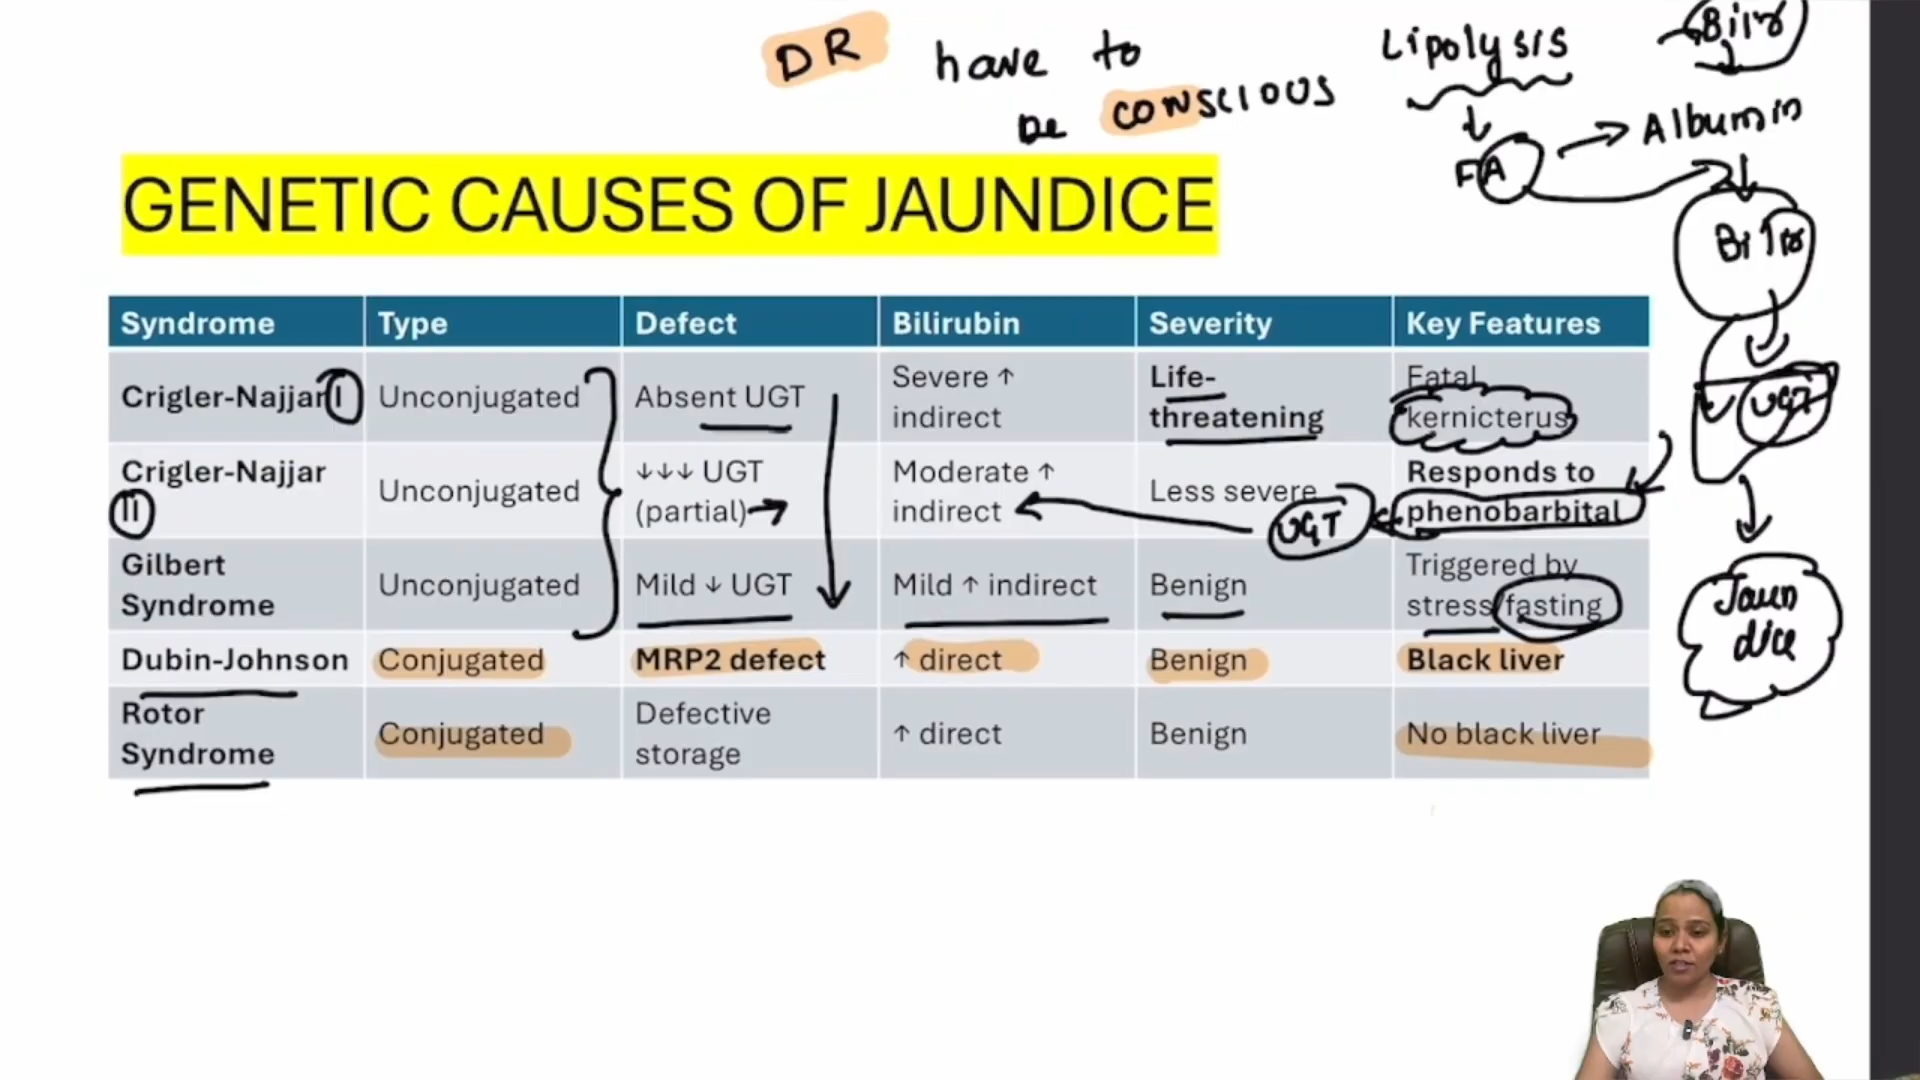 DR have to
be conscious
Lipolysis
FA
Bilr
Albumin
Bilr
UGT
Jaun
dice
GENETIC CAUSES OF JAUNDICE
Syndrome Type Defect Bilirubin Severity Key Features
Crigler-Najjar I Unconjugated Absent UGT Severe ↑ indirect Life-threatening Fatal kernicterus
Crigler-Najjar II Unconjugated ↓↓↓ UGT (partial) Moderate ↑ indirect Less severe Responds to phenobarbital
UGT
Gilbert Syndrome Unconjugated Mild ↓ UGT Mild ↑ indirect Benign Triggered by stress/fasting
Dubin-Johnson Conjugated MRP2 defect ↑ direct Benign Black liver
Rotor Syndrome Conjugated Defective storage ↑ direct Benign No black liver